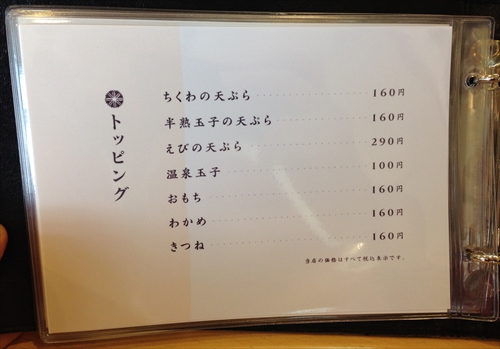 トッピング
ちくわの天ぷら 160円
半熟玉子の天ぷら 160円
えびの天ぷら 290円
温泉玉子 100円
おもち 160円
わかめ 160円
きつね 160円
当店の価格はすべて税込表示です。